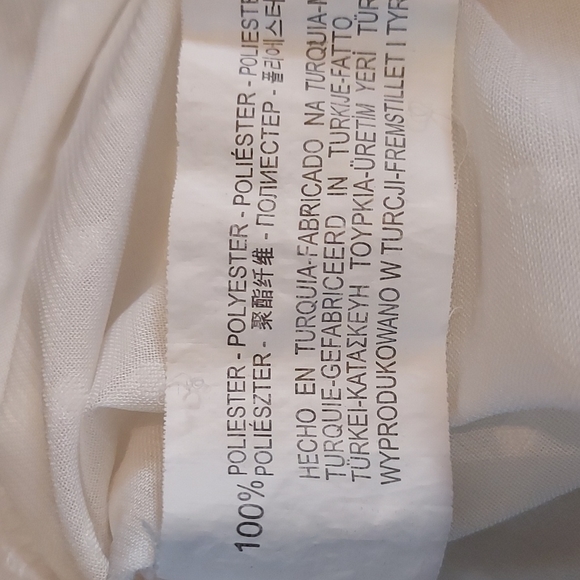 100% POLIESTER - POLYESTER - POLIÉSTER - POLIESTE
POLIÉSZTER - 聚酯纤维 - ПОЛИЕСТЕР - 폴리에스터
HECHO EN TURQUIA-FABRICADO NA TURQUIA-
TURQUIE-GEFABRICEERD IN TURKIJE-FATTO
TÜRKEI-ΚΑΤΑΣΚΕΥΗ ΤΟΥΡΚΙΑ-ÜRETİM YERİ TÜR
WYPRODUKOWANO W TURCJI-FREMSTILLET I TYR